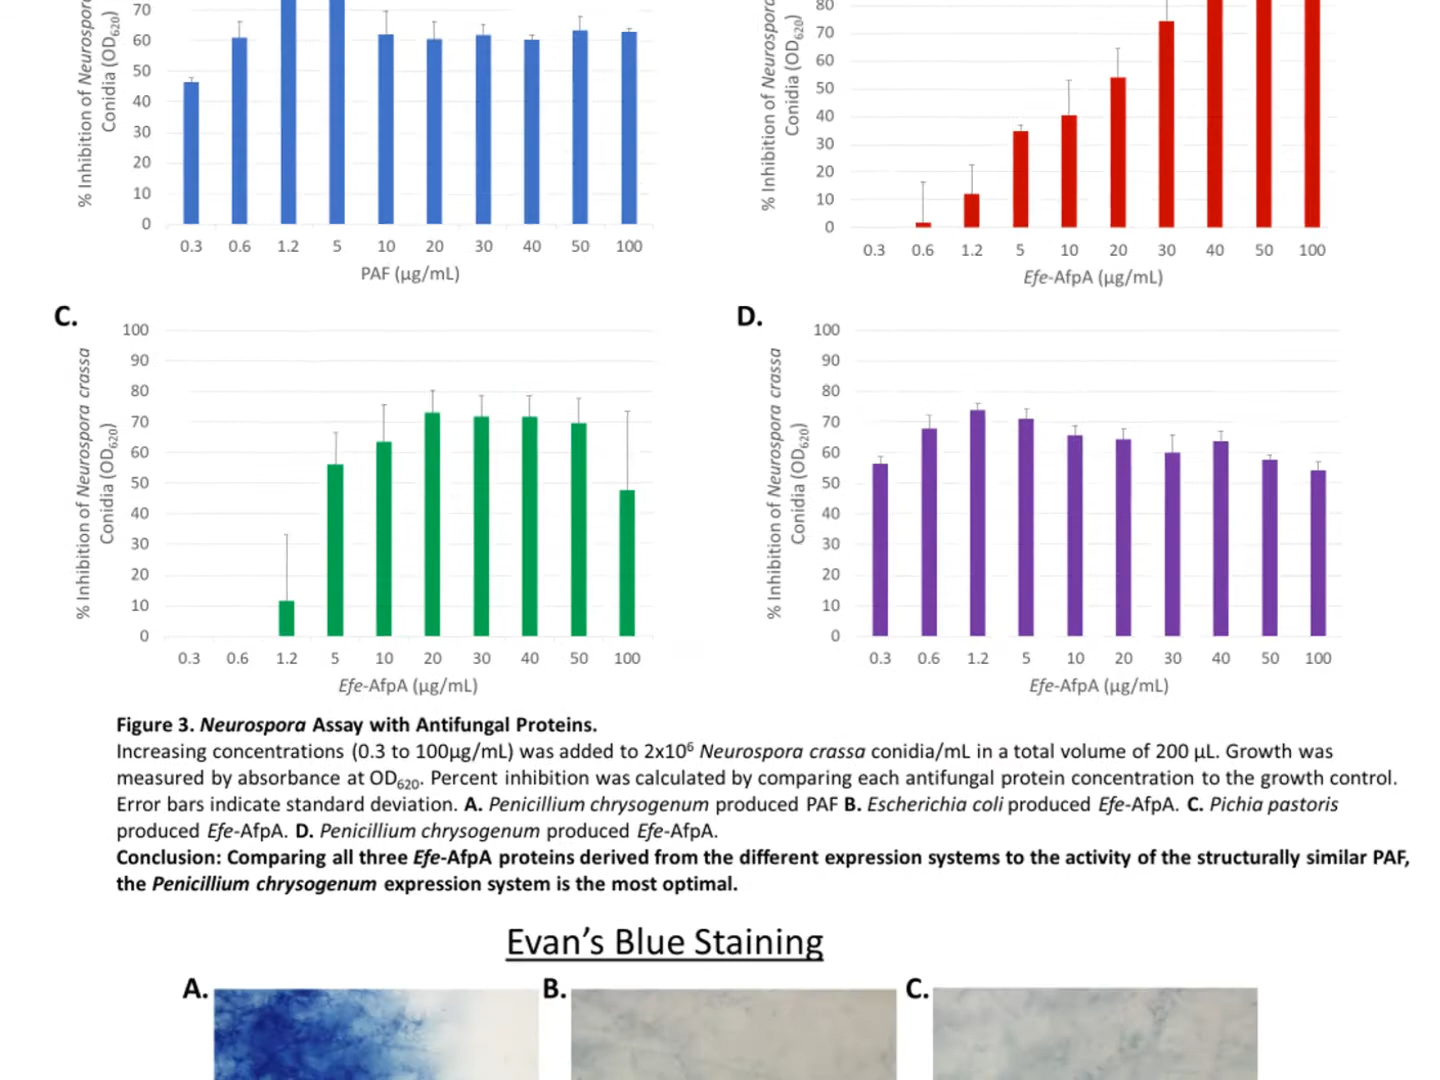 % Inhibition of Neurospora
Conidia (OD620)
70
60
50
40
30
20
10
0
0.3 0.6 1.2 5 10 20 30 40 50 100
PAF (µg/mL)
% Inhibition of Neurospora
Conidia (OD620)
80
70
60
50
40
30
20
10
0
0.3 0.6 1.2 5 10 20 30 40 50 100
Efe-AfpA (µg/mL)
C.
% Inhibition of Neurospora crassa
Conidia (OD620)
100
90
80
70
60
50
40
30
20
10
0
0.3 0.6 1.2 5 10 20 30 40 50 100
Efe-AfpA (µg/mL)
D.
% Inhibition of Neurospora crassa
Conidia (OD620)
100
90
80
70
60
50
40
30
20
10
0
0.3 0.6 1.2 5 10 20 30 40 50 100
Efe-AfpA (µg/mL)
Figure 3. Neurospora Assay with Antifungal Proteins.
Increasing concentrations (0.3 to 100µg/mL) was added to 2x10⁶ Neurospora crassa conidia/mL in a total volume of 200 µL. Growth was
measured by absorbance at OD620. Percent inhibition was calculated by comparing each antifungal protein concentration to the growth control.
Error bars indicate standard deviation. A. Penicillium chrysogenum produced PAF B. Escherichia coli produced Efe-AfpA. C. Pichia pastoris
produced Efe-AfpA. D. Penicillium chrysogenum produced Efe-AfpA.
Conclusion: Comparing all three Efe-AfpA proteins derived from the different expression systems to the activity of the structurally similar PAF,
the Penicillium chrysogenum expression system is the most optimal.
Evan's Blue Staining
A. B. C.